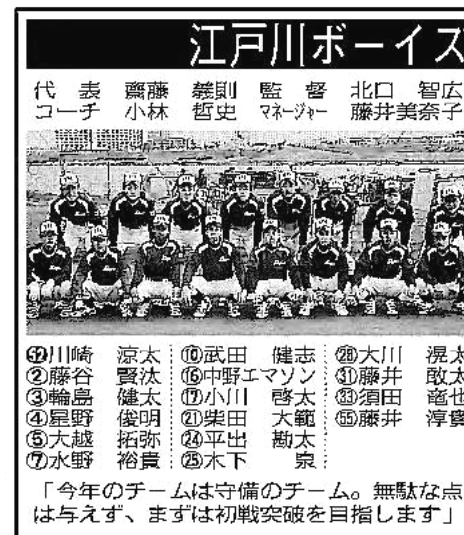 江戸川ボーイズ
代 表 齋藤 義則 監 督 北口 智広
コーチ 小林 哲史 マネージャー 藤井美奈子
⑫川崎 涼太 ⑩武田 健志 ⑳大川 滉太
②藤谷 賢汰 ⑯中野エマソン ㉛藤井 敢太
③輪島 健太 ⑰小川 啓太 ㉝須田 竜也
④星野 俊明 ㉑柴田 大範 藤井
⑤大越 拓弥 ㉔平出 勘太
⑦水野 裕貴 ㉕木下 泉
「今年のチームは守備のチーム。無駄な点
は与えず、まずは初戦突破を目指します」